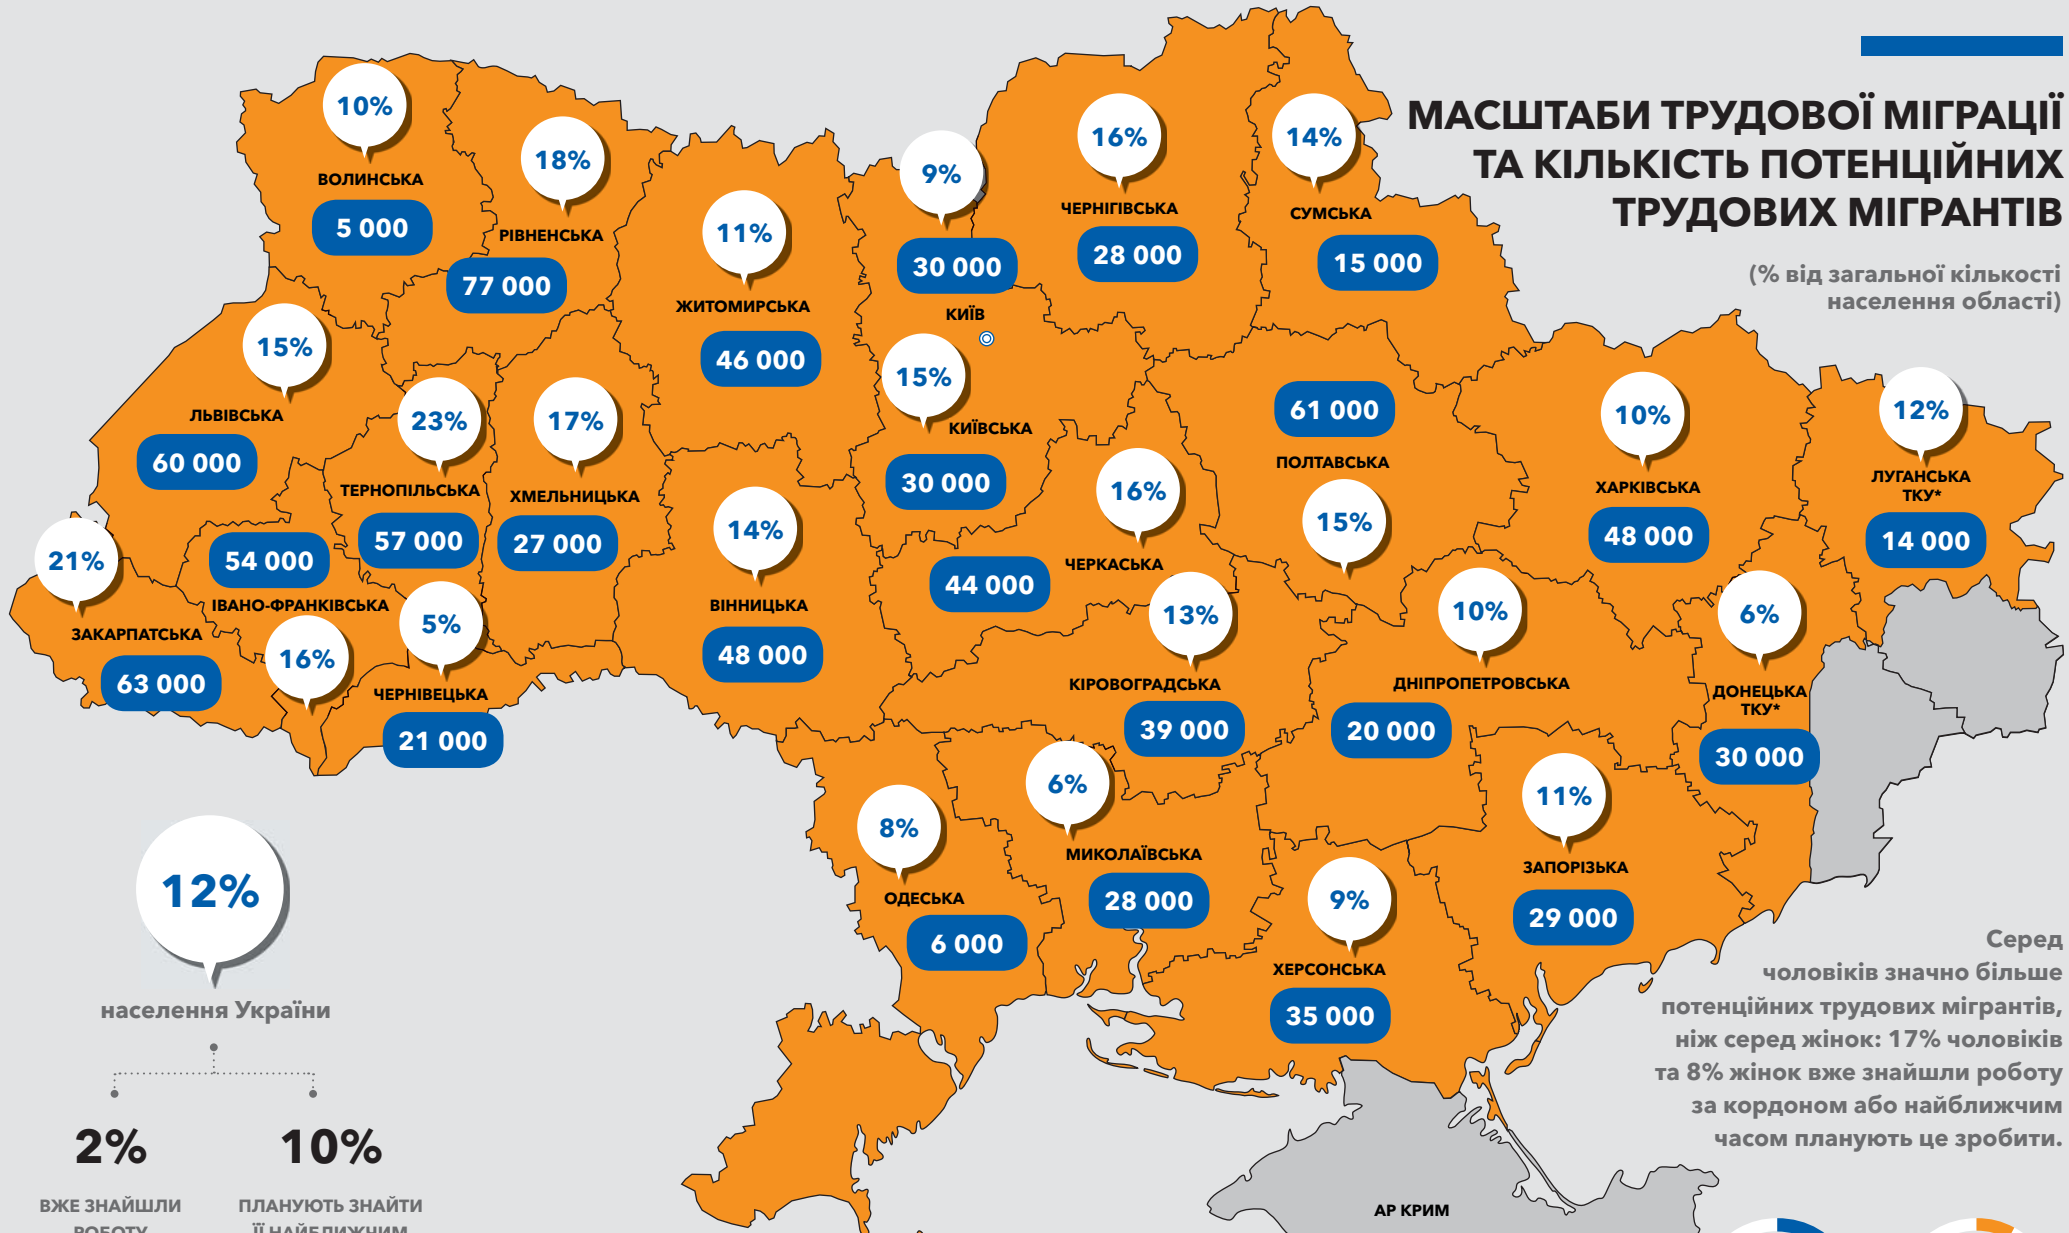 МАСШТАБИ ТРУДОВОЇ МІГРАЦІЇ
ТА КІЛЬКІСТЬ ПОТЕНЦІЙНИХ
ТРУДОВИХ МІГРАНТІВ
(% від загальної кількості
населення області)
10%
ВОЛИНСЬКА
5 000
18%
РІВНЕНСЬКА
77 000
11%
ЖИТОМИРСЬКА
46 000
9%
30 000
КИЇВ
16%
ЧЕРНІГІВСЬКА
28 000
14%
СУМСЬКА
15 000
15%
ЛЬВІВСЬКА
60 000
23%
ТЕРНОПІЛЬСЬКА
57 000
17%
ХМЕЛЬНИЦЬКА
27 000
15%
КИЇВСЬКА
30 000
61 000
ПОЛТАВСЬКА
15%
10%
ХАРКІВСЬКА
48 000
12%
ЛУГАНСЬКА
ТКУ*
14 000
21%
ЗАКАРПАТСЬКА
63 000
54 000
ІВАНО-ФРАНКІВСЬКА
16%
5%
ЧЕРНІВЕЦЬКА
21 000
14%
ВІННИЦЬКА
48 000
16%
ЧЕРКАСЬКА
44 000
13%
КІРОВОГРАДСЬКА
39 000
10%
ДНІПРОПЕТРОВСЬКА
20 000
6%
ДОНЕЦЬКА
ТКУ*
30 000
8%
ОДЕСЬКА
6 000
6%
МИКОЛАЇВСЬКА
28 000
9%
ХЕРСОНСЬКА
35 000
11%
ЗАПОРІЗЬКА
29 000
АР КРИМ
12%
населення України
2%
ВЖЕ ЗНАЙШЛИ
РОБОТУ
10%
ПЛАНУЮТЬ ЗНАЙТИ
ЇЇ НАЙБЛИЖЧИМ
Серед
чоловіків значно більше
потенційних трудових мігрантів,
ніж серед жінок: 17% чоловіків
та 8% жінок вже знайшли роботу
за кордоном або найближчим
часом планують це зробити.